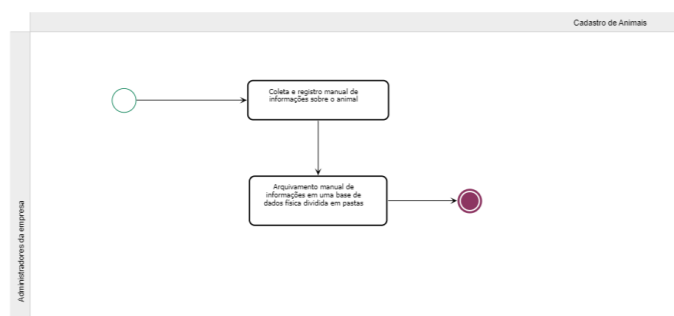 Cadastro de Animais
Coleta e registro manual de
informações sobre o animal
Arquivamento manual de
informações em uma base de
dados física dividida em pastas
Administradores da empresa